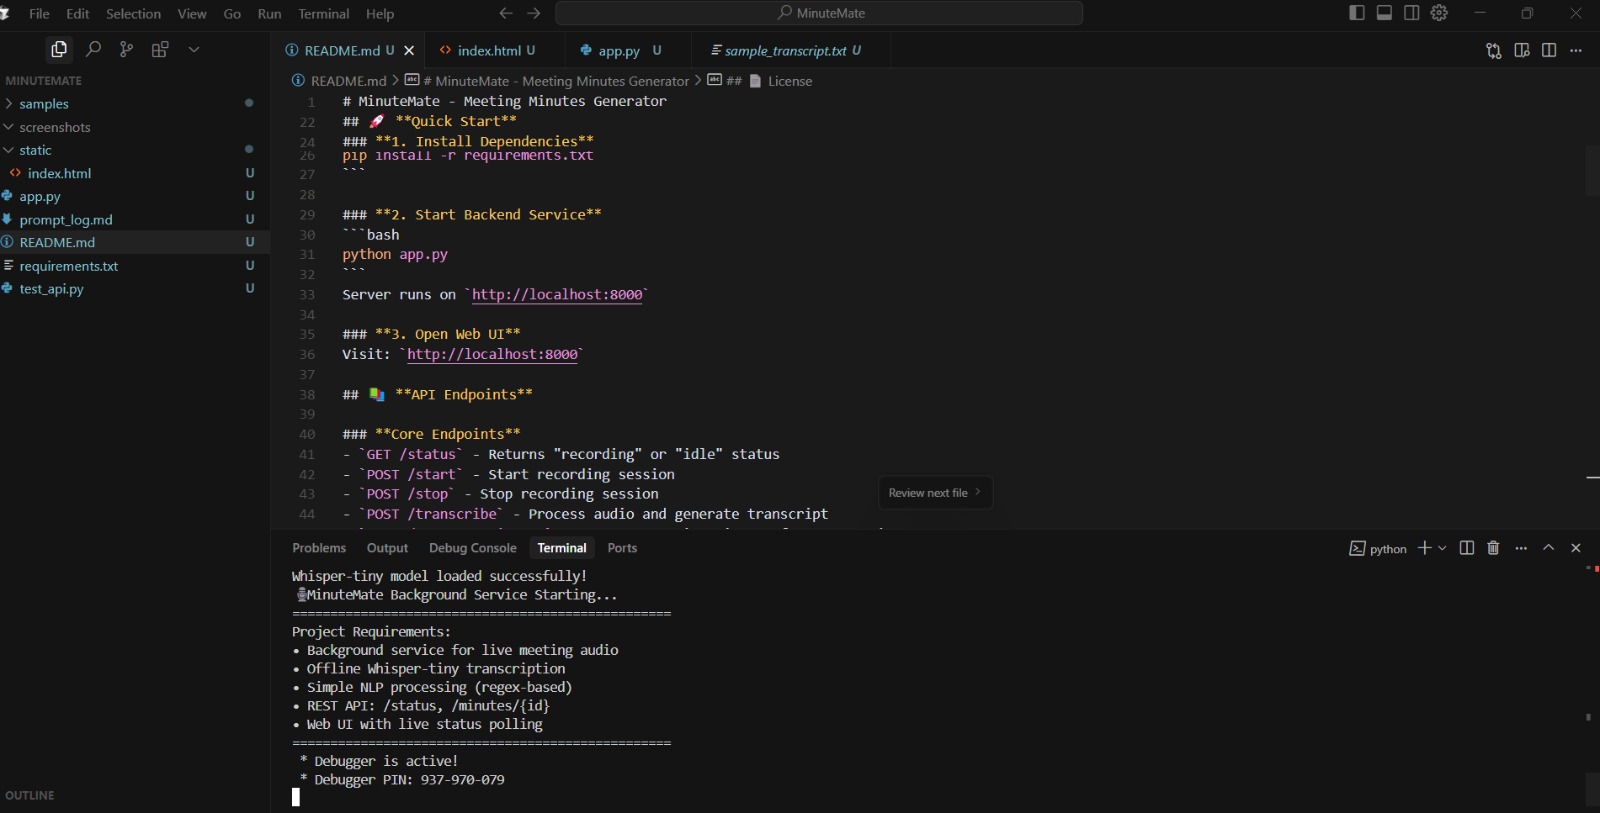 File Edit Selection View Go Run Terminal Help
MinuteMate
README.md U
index.html U
app.py U
sample_transcript.txt U
MINUTEMATE
samples
screenshots
static
index.html U
app.py U
prompt_log.md U
README.md U
requirements.txt U
test_api.py U
OUTLINE
README.md > # MinuteMate - Meeting Minutes Generator > ## 📄 License
1 # MinuteMate - Meeting Minutes Generator
22 ## 🚀 **Quick Start**
24 ### **1. Install Dependencies**
26 pip install -r requirements.txt
27 ```
28
29 ### **2. Start Backend Service**
30 ```bash
31 python app.py
32 ```
33 Server runs on `http://localhost:8000`
34
35 ### **3. Open Web UI**
36 Visit: `http://localhost:8000`
37
38 ## 📚 **API Endpoints**
39
40 ### **Core Endpoints**
41 - `GET /status` - Returns "recording" or "idle" status
42 - `POST /start` - Start recording session
43 - `POST /stop` - Stop recording session
44 - `POST /transcribe` - Process audio and generate transcript
Review next file >
Problems Output Debug Console Terminal Ports
python
Whisper-tiny model loaded successfully!
🎙MinuteMate Background Service Starting...
==================================================
Project Requirements:
• Background service for live meeting audio
• Offline Whisper-tiny transcription
• Simple NLP processing (regex-based)
• REST API: /status, /minutes/{id}
• Web UI with live status polling
==================================================
* Debugger is active!
* Debugger PIN: 937-970-079